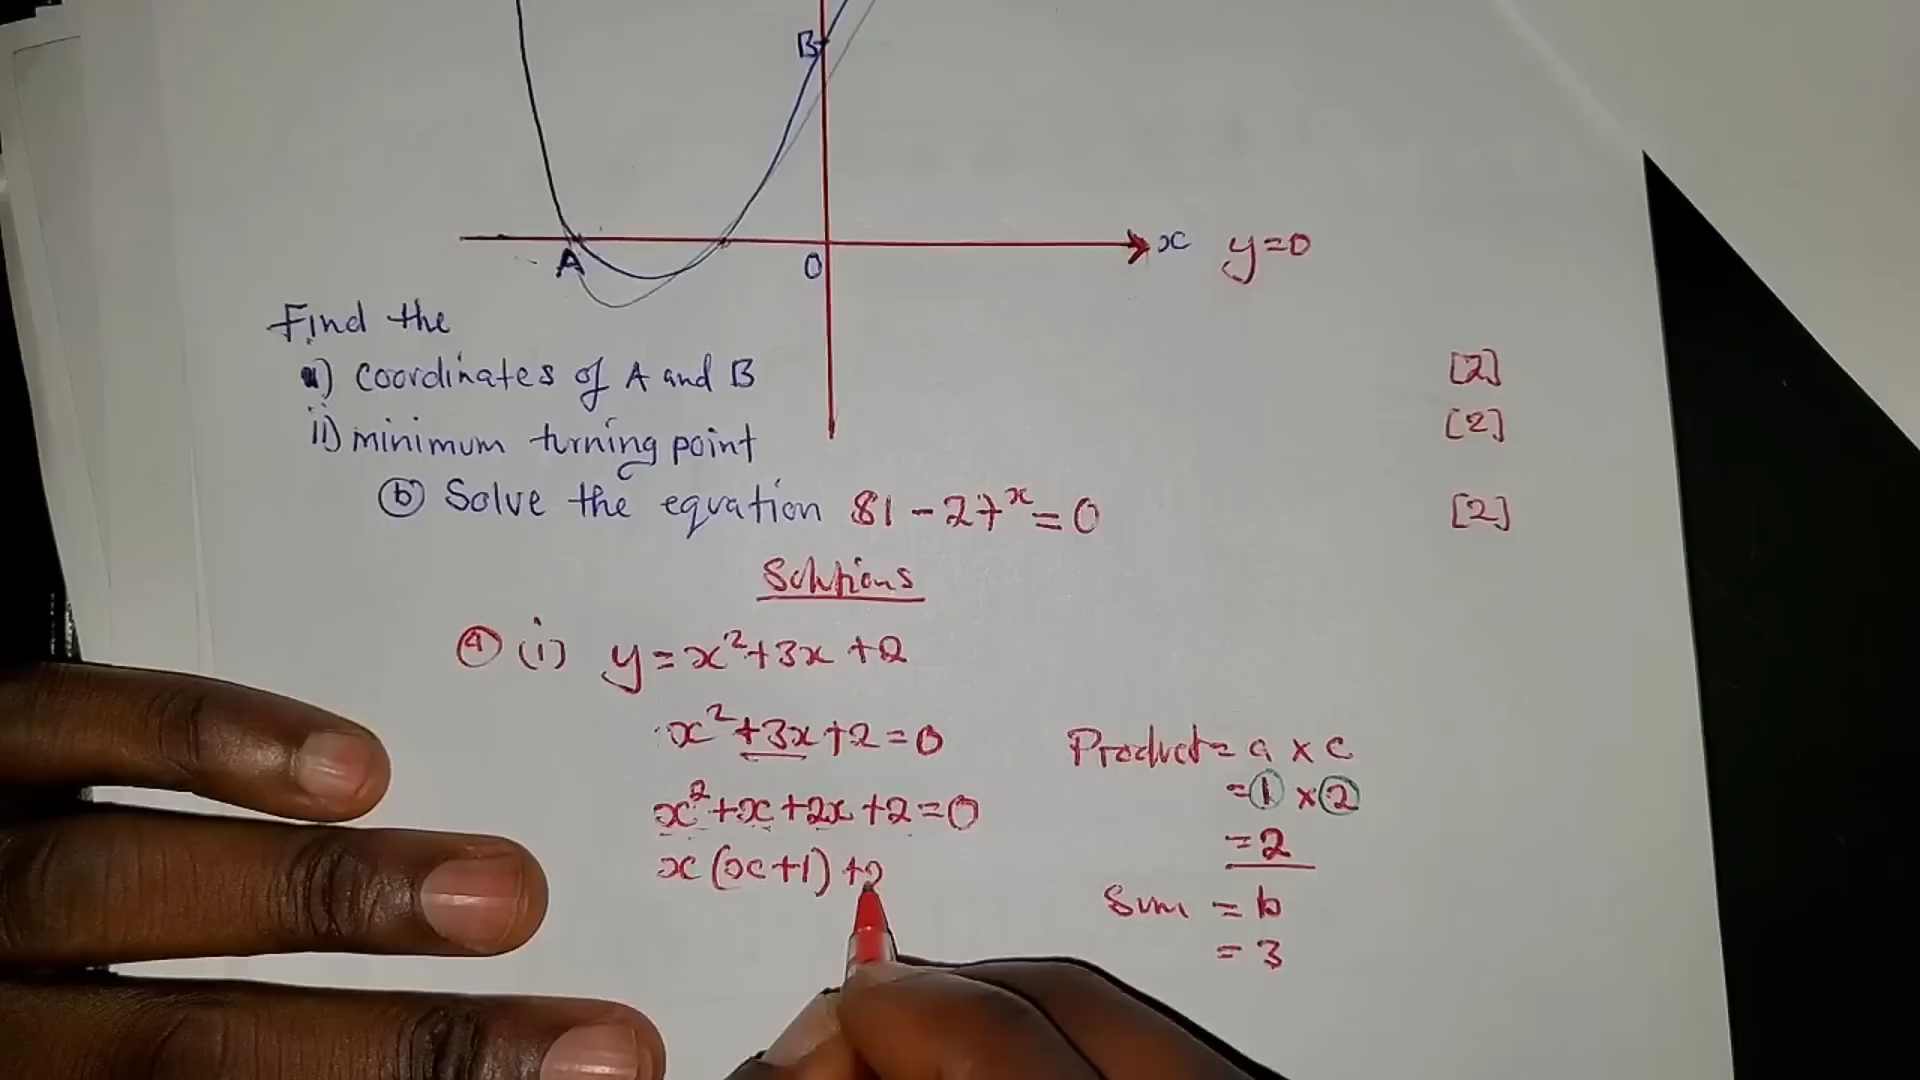 B
A
O
x y=0
Find the
i) coordinates of A and B [2]
ii) minimum turning point [2]
(b) Solve the equation 81-27^x=0 [2]
Solutions
(a) (i) y=x²+3x+2
x²+3x+2=0
x²+x+2x+2=0
x(x+1)+2
Product= a x c
=1 x 2
=2
Sum = b
= 3